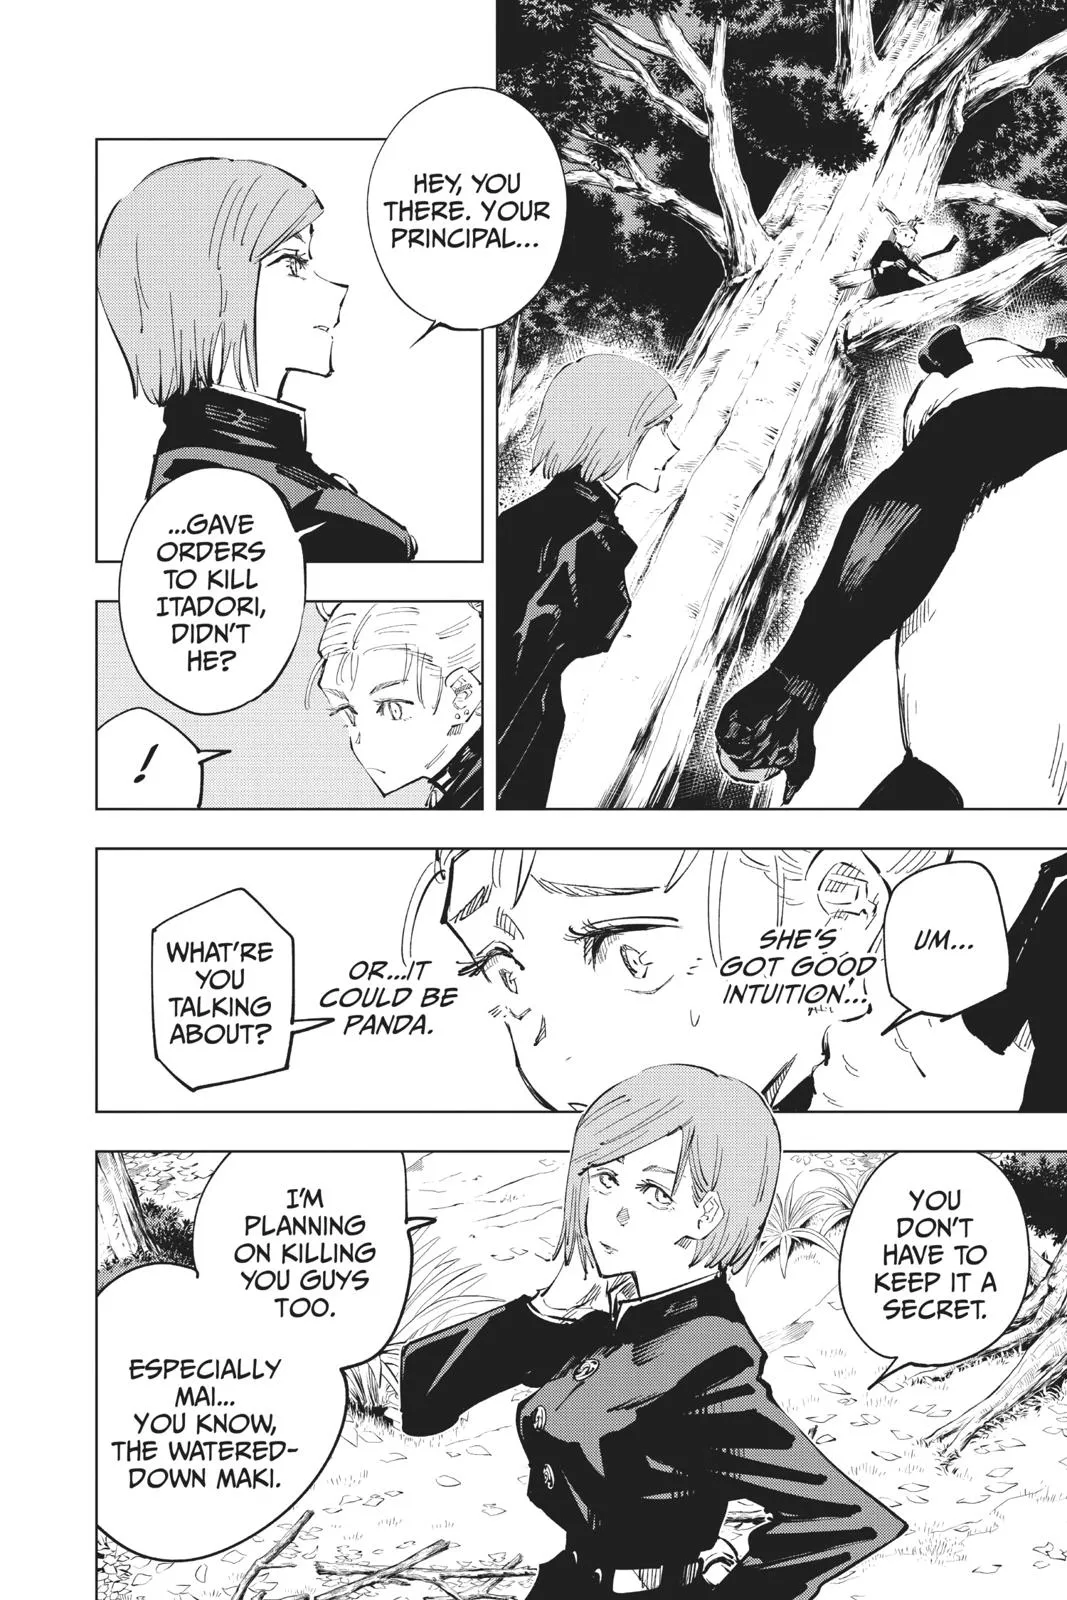 HEY, YOU
THERE. YOUR
PRINCIPAL...
...GAVE
ORDERS
TO KILL
ITADORI,
DIDN'T
HE?
!
UM...
SHE'S
GOT GOOD
INTUITION...
OR...IT
COULD BE
PANDA.
WHAT'RE
YOU
TALKING
ABOUT?
YOU
DON'T
HAVE TO
KEEP IT A
SECRET.
I'M
PLANNING
ON KILLING
YOU GUYS
TOO.
ESPECIALLY
MAI...
YOU KNOW,
THE WATERED-
DOWN MAKI.